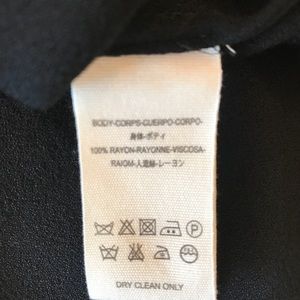 BODY-CORPS-CUERPO-CORPO-
身体-ボディ
100% RAYON-RAYONNE-VISCOSA-
RAIOM-人造絲-レーヨン
P
DRY CLEAN ONLY